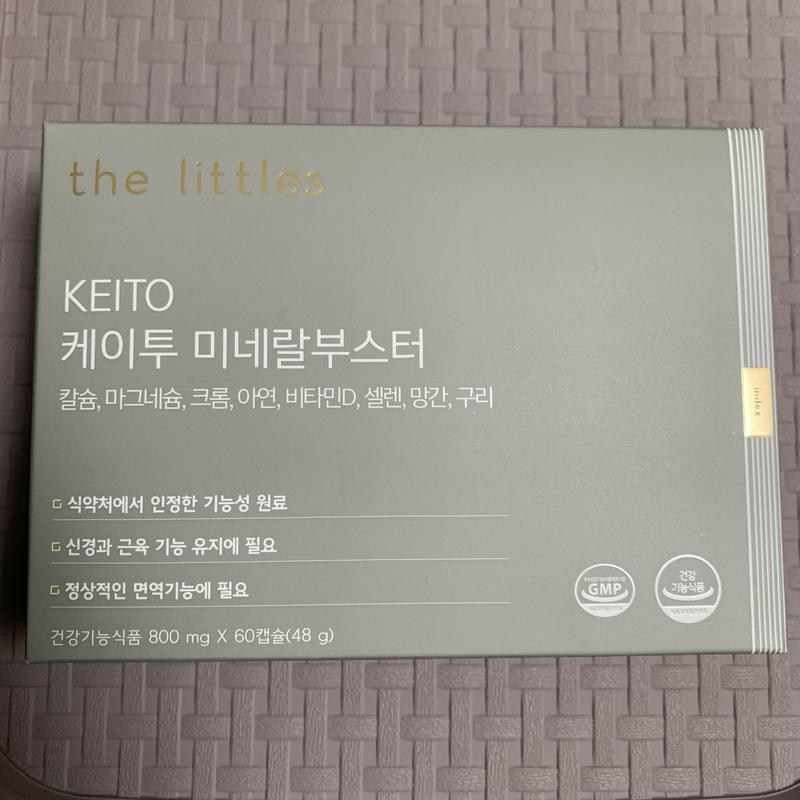 the littles
KEITO
케이투 미네랄부스터
칼슘, 마그네슘, 크롬, 아연, 비타민D, 셀렌, 망간, 구리
index
식약처에서 인정한 기능성 원료
신경과 근육 기능 유지에 필요
정상적인 면역기능에 필요
GMP
건강
기능식품
건강기능식품 800 mg X 60캡슐(48 g)